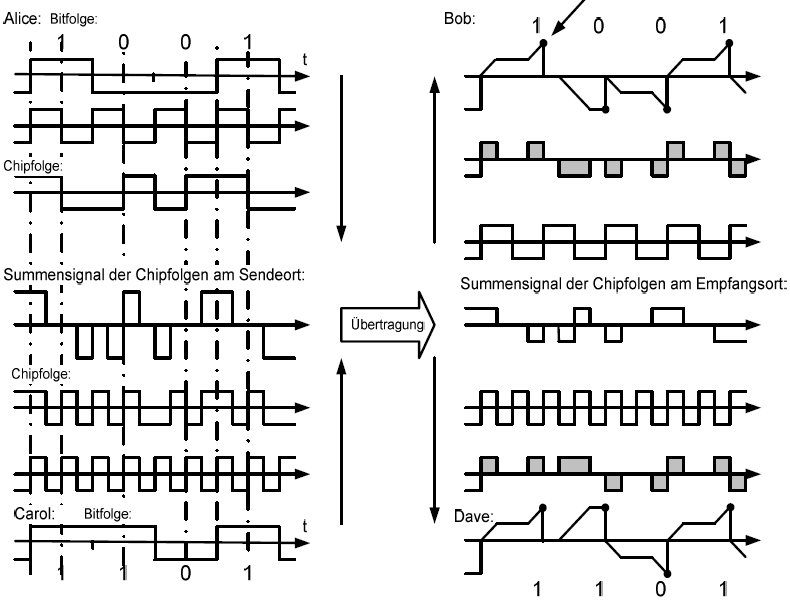 Alice: Bitfolge:
1 0 0 1
t
Chipfolge:
Summensignal der Chipfolgen am Sendeort:
Chipfolge:
Carol: Bitfolge:
t
1 1 0 1
Übertragung
Bob:
1 0 0 1
Summensignal der Chipfolgen am Empfangsort:
Dave:
1 1 0 1